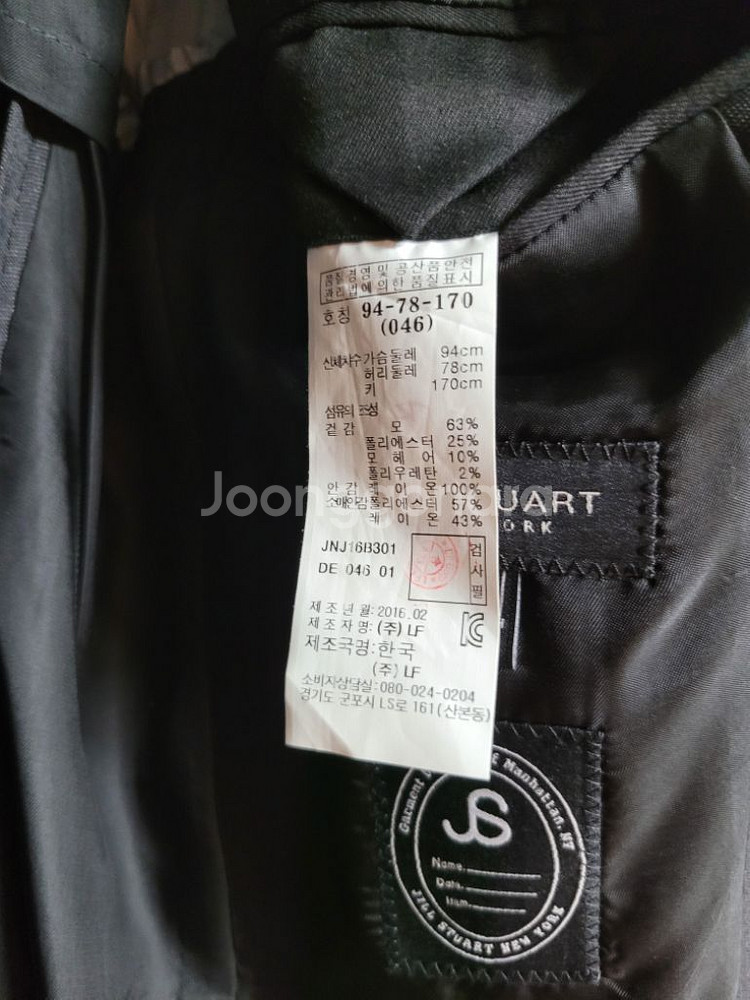 품질경영 및 공산품안전
관리법에의한 품질표시
호칭 94-78-170
(046)
신체치수 가슴둘레 94cm
허리둘레 78cm
키 170cm
섬유의 조성
겉감 모 63%
폴리에스터 25%
모헤어 10%
폴리우레탄 2%
안감 레이온 100%
소매안감 폴리에스터 57%
레이온 43%
JNJ16B301
DE 046 01
검사필
제조년월: 2016.02
제조자명: (주) LF
제조국명: 한국
(주) LF
소비자상담실: 080-024-0204
경기도 군포시 LS로 161 (산본동)
UART
ORK
Manhattan, NY
Garment
JS
Name
Date
Item
JILL STUART NEW YORK